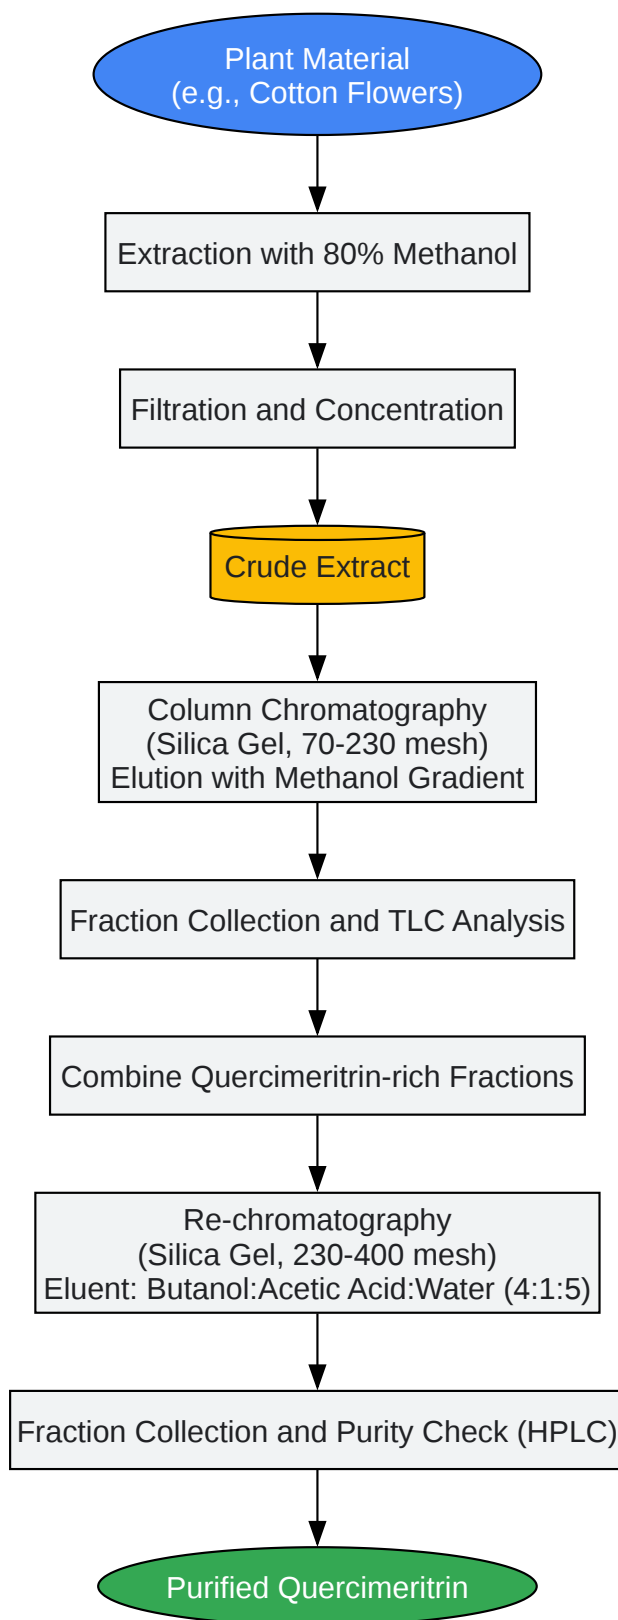 Plant Material
(e.g., Cotton Flowers)
Extraction with 80% Methanol
Filtration and Concentration
Crude Extract
Column Chromatography
(Silica Gel, 70-230 mesh)
Elution with Methanol Gradient
Fraction Collection and TLC Analysis
Combine Quercimeritrin-rich Fractions
Re-chromatography
(Silica Gel, 230-400 mesh)
Eluent: Butanol:Acetic Acid:Water (4:1:5)
Fraction Collection and Purity Check (HPLC)
Purified Quercimeritrin